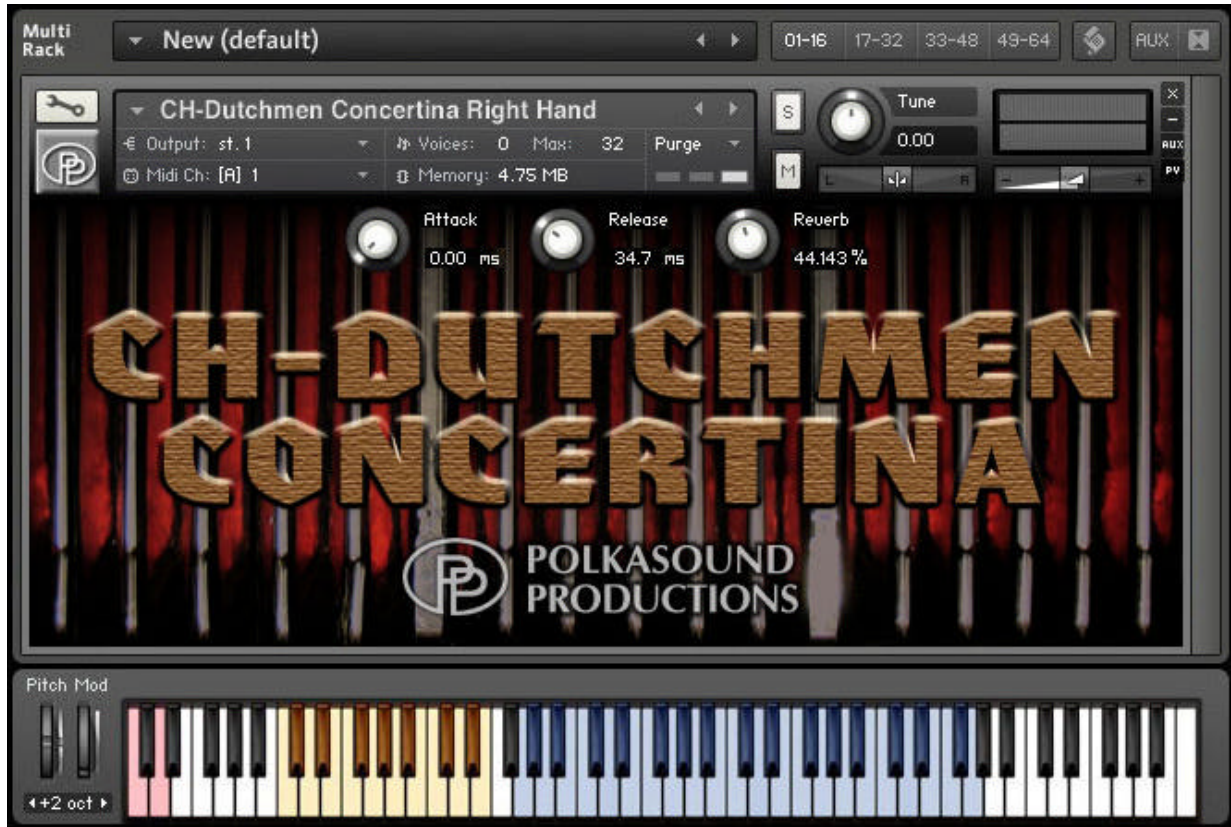 Multi
Rack
New (default)
01-16 17-32 33-48 49-64 AUX
CH-Dutchmen Concertina Right Hand
S
Tune
0.00
Output: st. 1
Voices: 0 Max: 32
Purge
Midi Ch: [A] 1
Memory: 4.75 MB
M
L R
- +
×
–
AUX
PV
Attack
0.00 ms
Release
34.7 ms
Reverb
44.143 %
CH-DUTCHMEN
CONCERTINA
PP
POLKASOUND
PRODUCTIONS
Pitch Mod
+2 oct